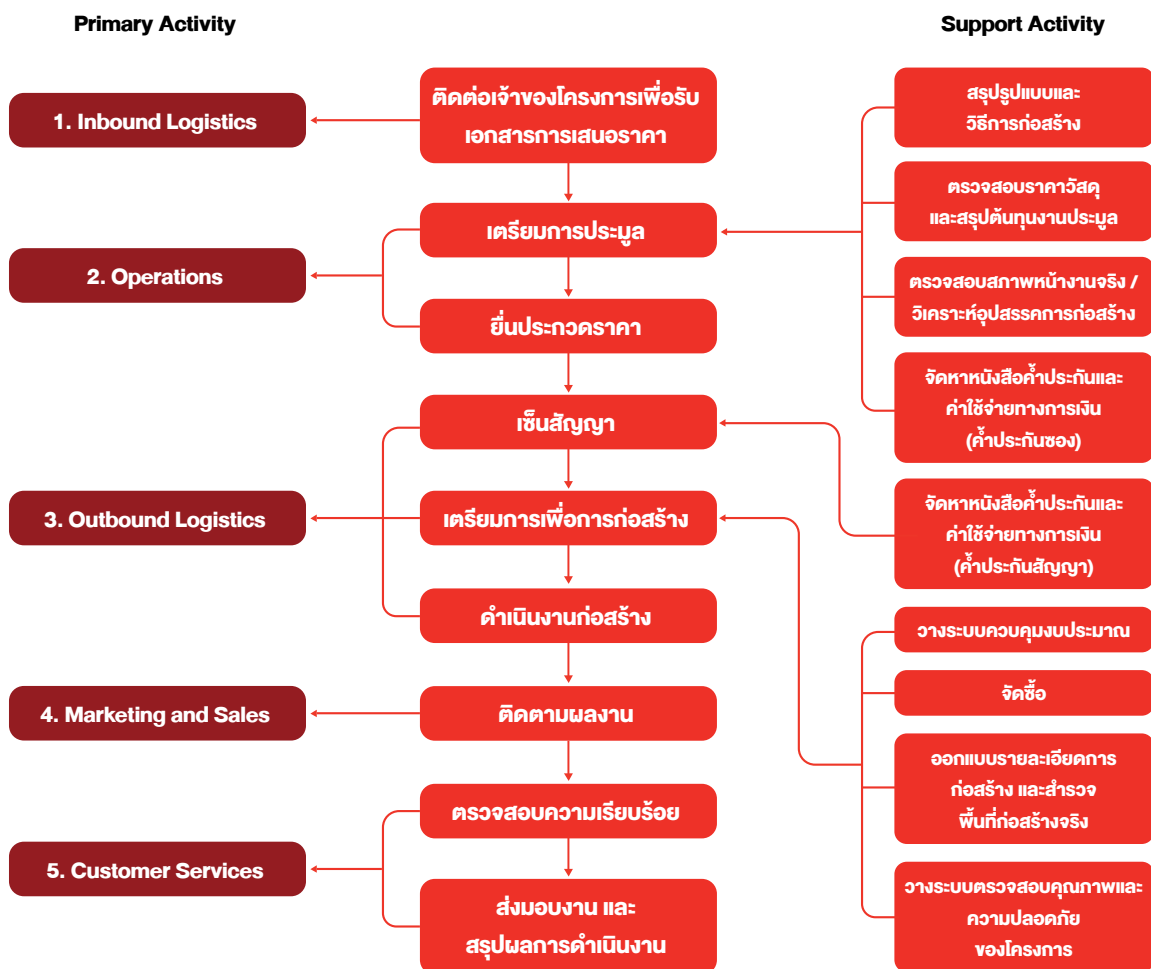 Primary Activity
Support Activity
1. Inbound Logistics
2. Operations
3. Outbound Logistics
4. Marketing and Sales
5. Customer Services
ติดต่อเจ้าของโครงการเพื่อรับ
เอกสารการเสนอราคา
เตรียมการประมูล
ยื่นประกวดราคา
เซ็นสัญญา
เตรียมการเพื่อการก่อสร้าง
ดำเนินงานก่อสร้าง
ติดตามผลงาน
ตรวจสอบความเรียบร้อย
ส่งมอบงาน และ
สรุปผลการดำเนินงาน
สรุปรูปแบบและ
วิธีการก่อสร้าง
ตรวจสอบราคาวัสดุ
และสรุปต้นทุนงานประมูล
ตรวจสอบสภาพหน้างานจริง /
วิเคราะห์อุปสรรคการก่อสร้าง
จัดหาหนังสือค้ำประกันและ
ค่าใช้จ่ายทางการเงิน
(ค้ำประกันซอง)
จัดหาหนังสือค้ำประกันและ
ค่าใช้จ่ายทางการเงิน
(ค้ำประกันสัญญา)
วางระบบควบคุมงบประมาณ
จัดซื้อ
ออกแบบรายละเอียดการ
ก่อสร้าง และสำรวจ
พื้นที่ก่อสร้างจริง
วางระบบตรวจสอบคุณภาพและ
ความปลอดภัย
ของโครงการ